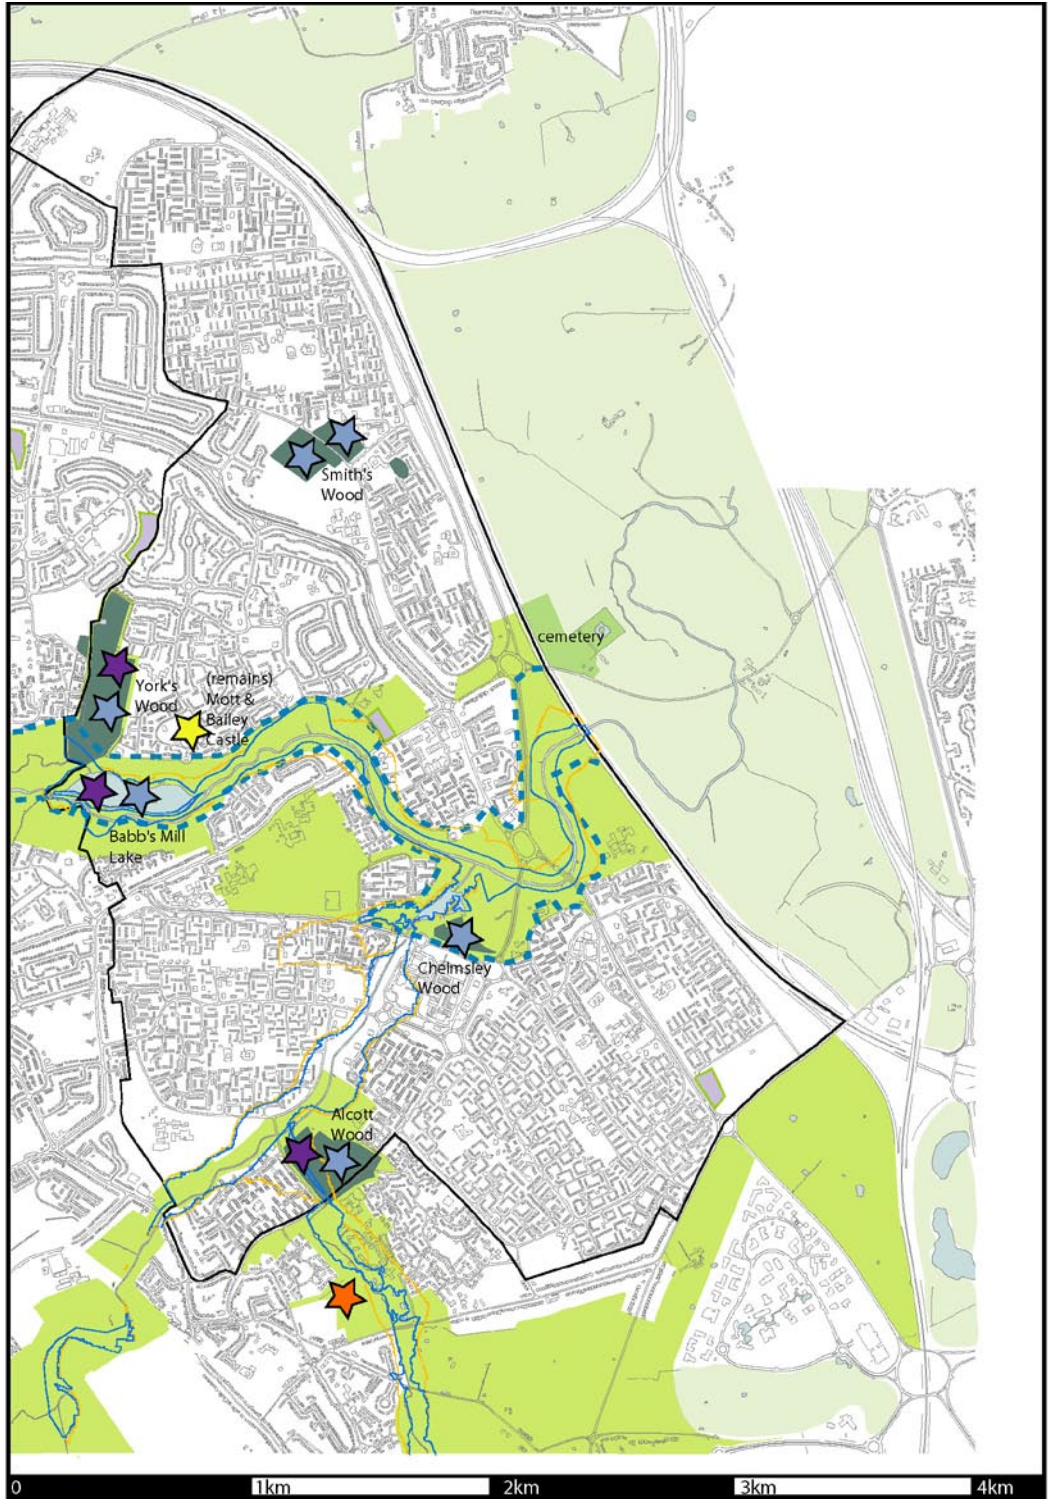 Smith's
Wood
cemetery
York's
Wood
(remains)
Mott &
Bailey
Castle
Babb's Mill
Lake
Chelmsley
Wood
Alcott
Wood
0 1km 2km 3km 4km